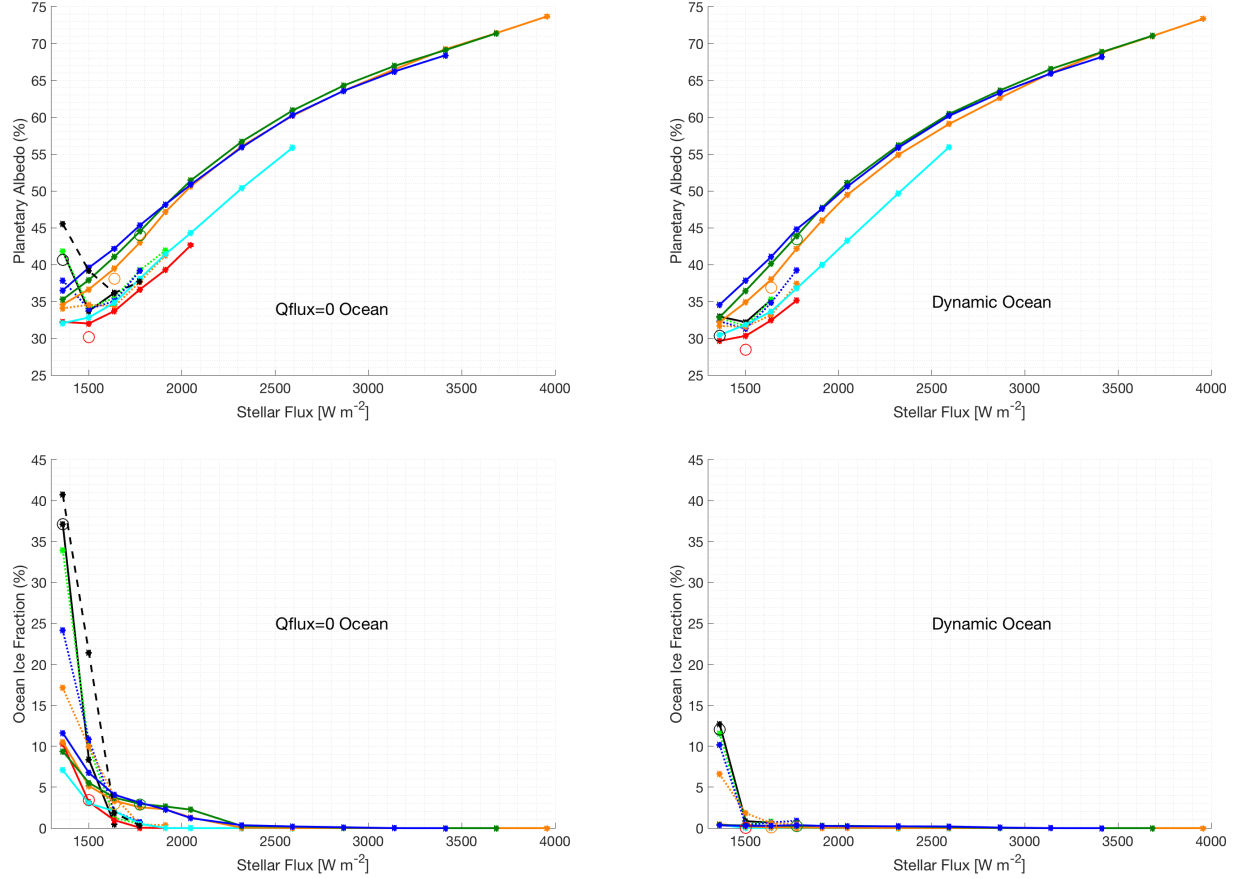 75
70
65
60
55
50
45
40
35
30
25
Planetary Albedo (%)
Qflux=0 Ocean
1500 2000 2500 3000 3500 4000
Stellar Flux [W m-2]
75
70
65
60
55
50
45
40
35
30
25
Planetary Albedo (%)
Dynamic Ocean
1500 2000 2500 3000 3500 4000
Stellar Flux [W m-2]
45
40
35
30
25
20
15
10
5
0
Ocean Ice Fraction (%)
Qflux=0 Ocean
1500 2000 2500 3000 3500 4000
Stellar Flux [W m-2]
45
40
35
30
25
20
15
10
5
0
Ocean Ice Fraction (%)
Dynamic Ocean
1500 2000 2500 3000 3500 4000
Stellar Flux [W m-2]